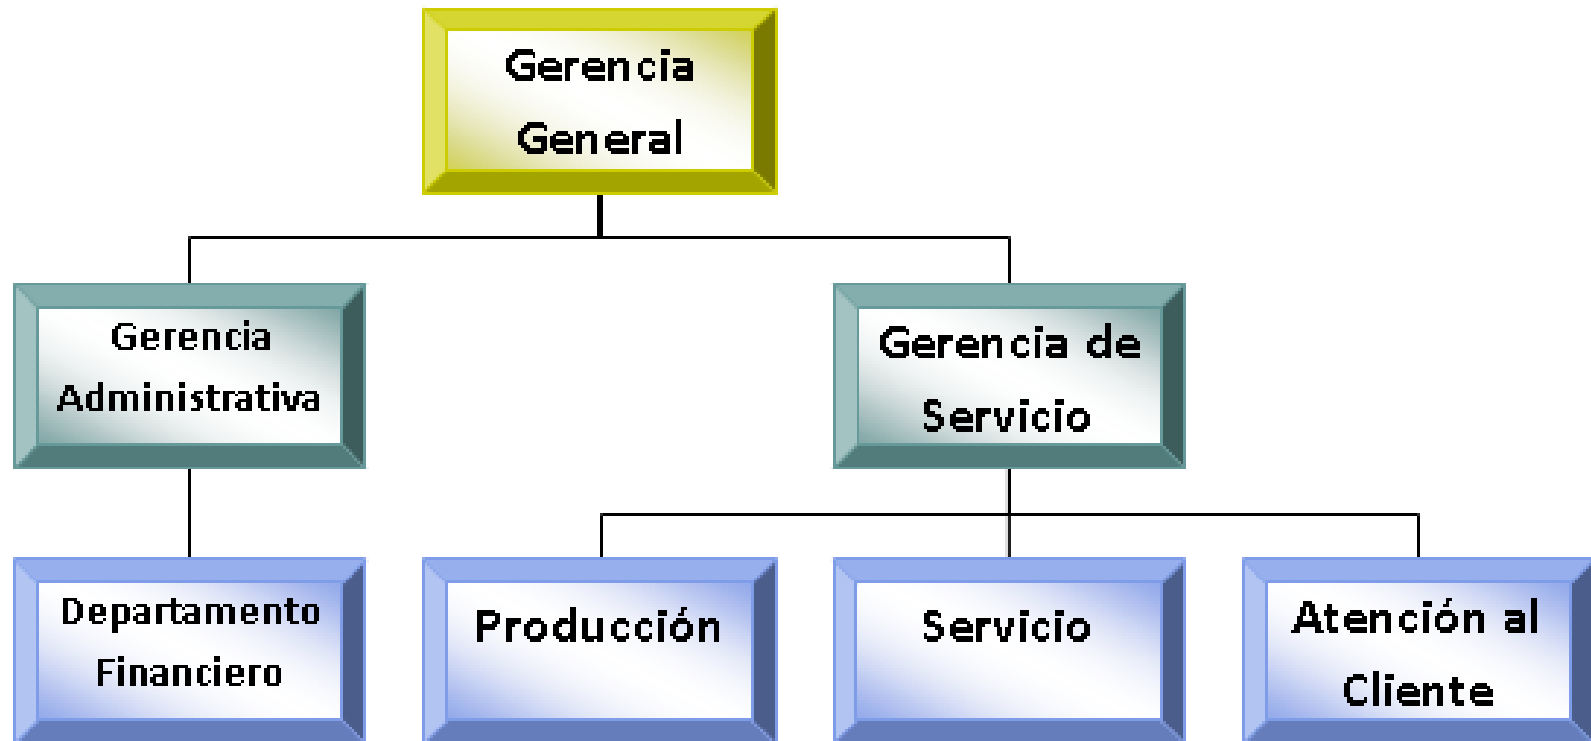 Gerencia
General
Gerencia
Administrativa
Gerencia de
Servicio
Departamento
Financiero
Producción
Servicio
Atención al
Cliente